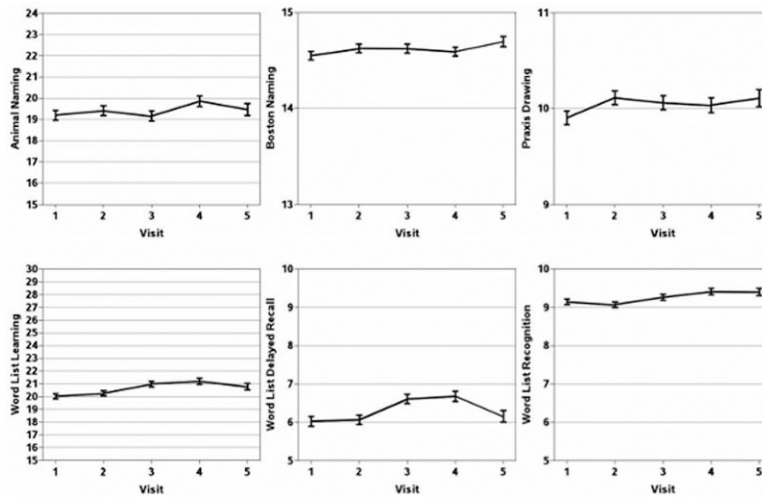 Animal Naming
24
23
22
21
20
19
18
17
16
15
1 2 3 4 5
Visit
Boston Naming
15
14
13
1 2 3 4 5
Visit
Praxis Drawing
11
10
9
1 2 3 4 5
Visit
Word List Learning
30
29
28
27
26
25
24
23
22
21
20
19
18
17
16
15
1 2 3 4 5
Visit
Word List Delayed Recall
10
9
8
7
6
5
1 2 3 4 5
Visit
Word List Recognition
10
9
8
7
6
5
1 2 3 4 5
Visit